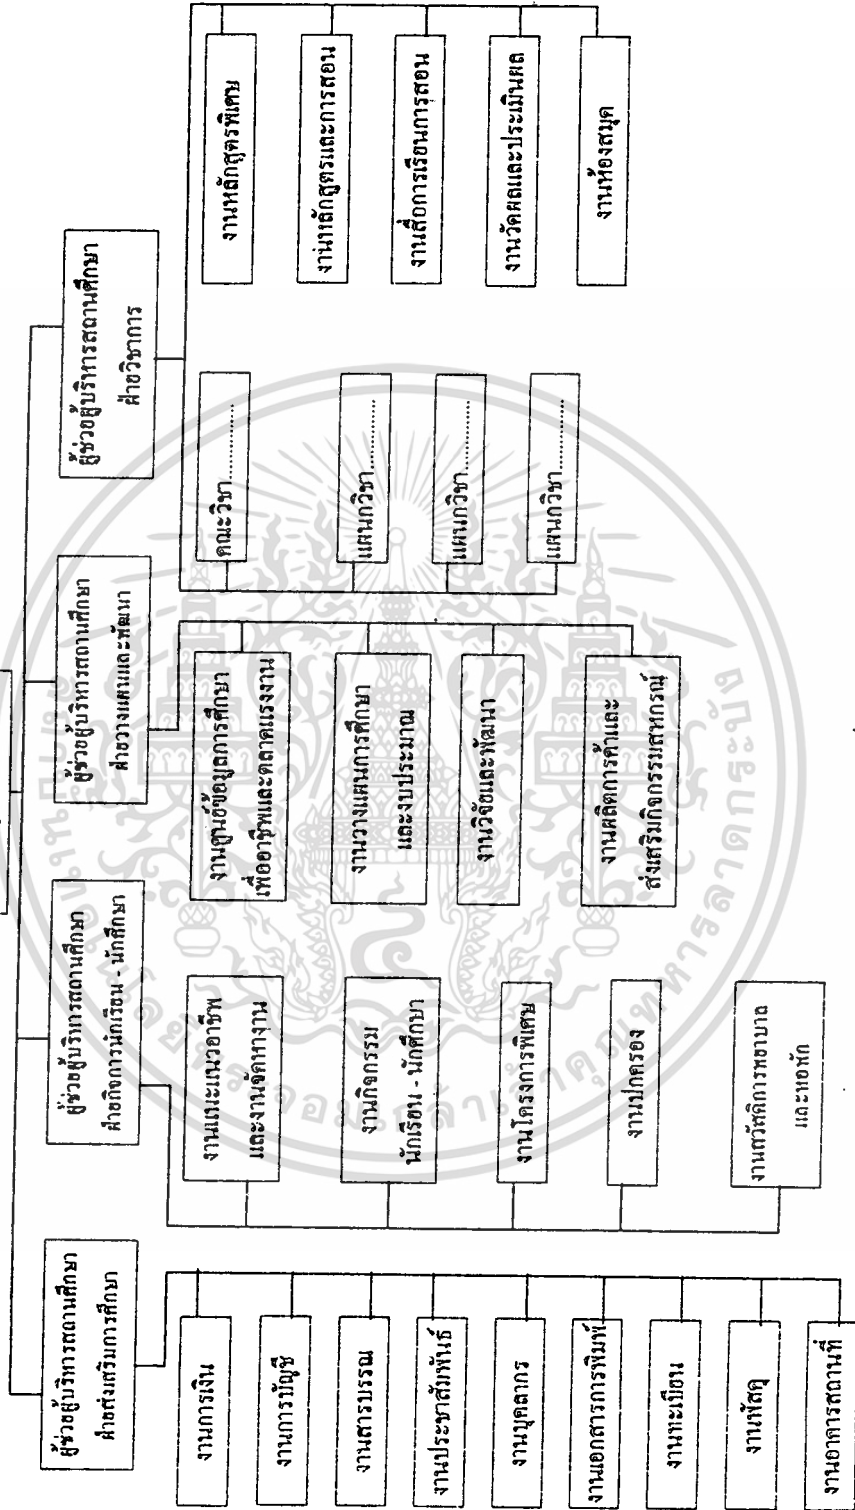 ผู้ช่วยผู้บริหารสถานศึกษา
ฝ่ายส่งเสริมการศึกษา
งานการเงิน
งานการบัญชี
งานสารบรรณ
งานประชาสัมพันธ์
งานบุคลากร
งานเอกสารการพิมพ์
งานทะเบียน
งานพัสดุ
งานอาคารสถานที่
ผู้ช่วยผู้บริหารสถานศึกษา
ฝ่ายกิจการนักเรียน - นักศึกษา
งานแนะแนวอาชีพ
และงานจัดหางาน
งานกิจกรรม
นักเรียน - นักศึกษา
งานโครงการพิเศษ
งานปกครอง
งานสวัสดิการพยาบาล
และหอพัก
ผู้ช่วยผู้บริหารสถานศึกษา
ฝ่ายวางแผนและพัฒนา
งานศูนย์ข้อมูลการศึกษา
เพื่ออาชีพและตลาดแรงงาน
งานวางแผนการศึกษา
และงบประมาณ
งานวิจัยและพัฒนา
งานผลิตการค้าและ
ส่งเสริมกิจกรรมสหกรณ์
ผู้ช่วยผู้บริหารสถานศึกษา
ฝ่ายวิชาการ
คณะวิชา...............
แผนกวิชา...............
แผนกวิชา...............
แผนกวิชา...............
งานหลักสูตรพิเศษ
งานหลักสูตรและการสอน
งานสื่อการเรียนการสอน
งานวัดผลและประเมินผล
งานห้องสมุด